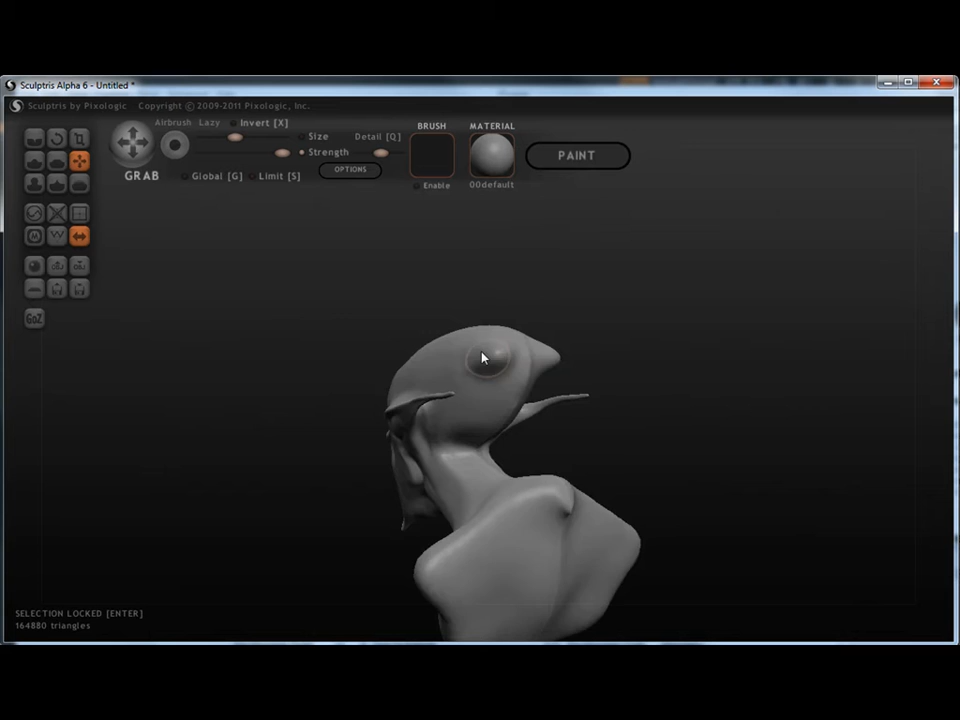 Sculptris Alpha 6 - Untitled *
Sculptris by Pixologic Copyright © 2009-2011 Pixologic, Inc.
Airbrush Lazy Invert [X]
BRUSH MATERIAL
Size Detail [Q]
Strength
PAINT
OPTIONS
GRAB Global [G] Limit [S]
Enable 00default
GoZ
SELECTION LOCKED [ENTER]
164880 triangles